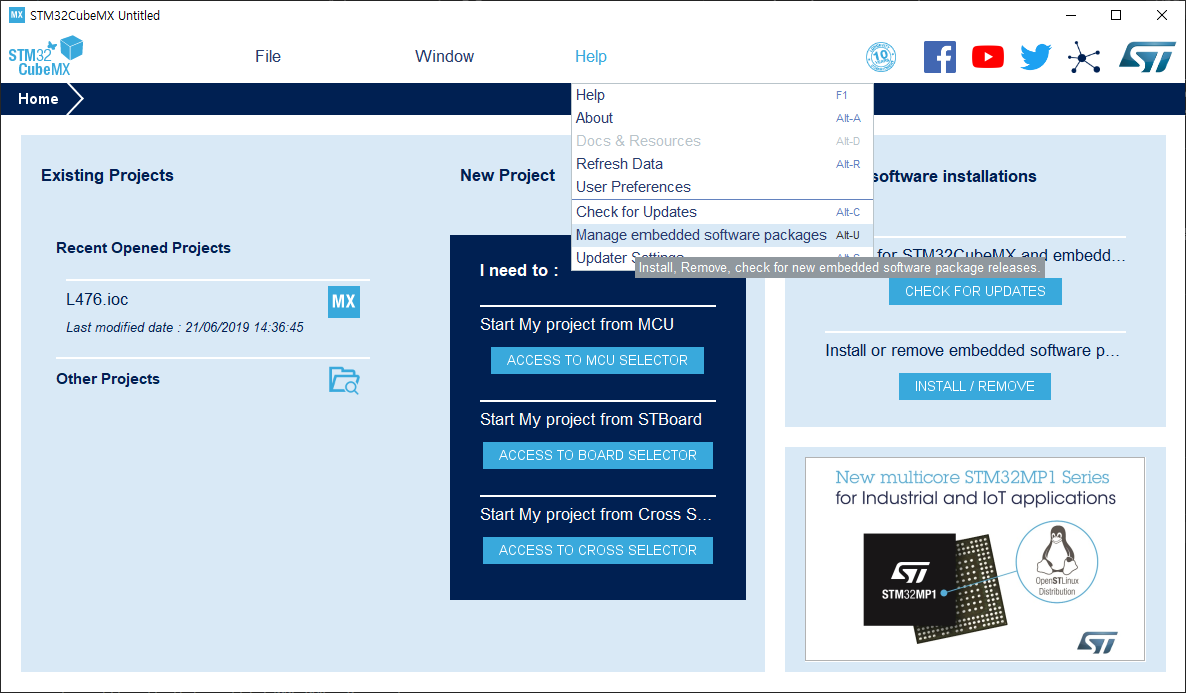 MX STM32CubeMX Untitled
STM32
CubeMX
File
Window
Help
10
Home
Help F1
About Alt-A
Docs & Resources Alt-D
Refresh Data Alt-R
User Preferences
Check for Updates Alt-C
Manage embedded software packages Alt-U
Updater Settings Alt-S
Install, Remove, check for new embedded software package releases.
Existing Projects
Recent Opened Projects
L476.ioc
MX
Last modified date : 21/06/2019 14:36:45
Other Projects
New Project
I need to :
Start My project from MCU
ACCESS TO MCU SELECTOR
Start My project from STBoard
ACCESS TO BOARD SELECTOR
Start My project from Cross S...
ACCESS TO CROSS SELECTOR
software installations
for STM32CubeMX and embedd...
CHECK FOR UPDATES
Install or remove embedded software p...
INSTALL / REMOVE
New multicore STM32MP1 Series
for Industrial and IoT applications
ST
STM32MP1
OpenSTLinux
Distribution
ST